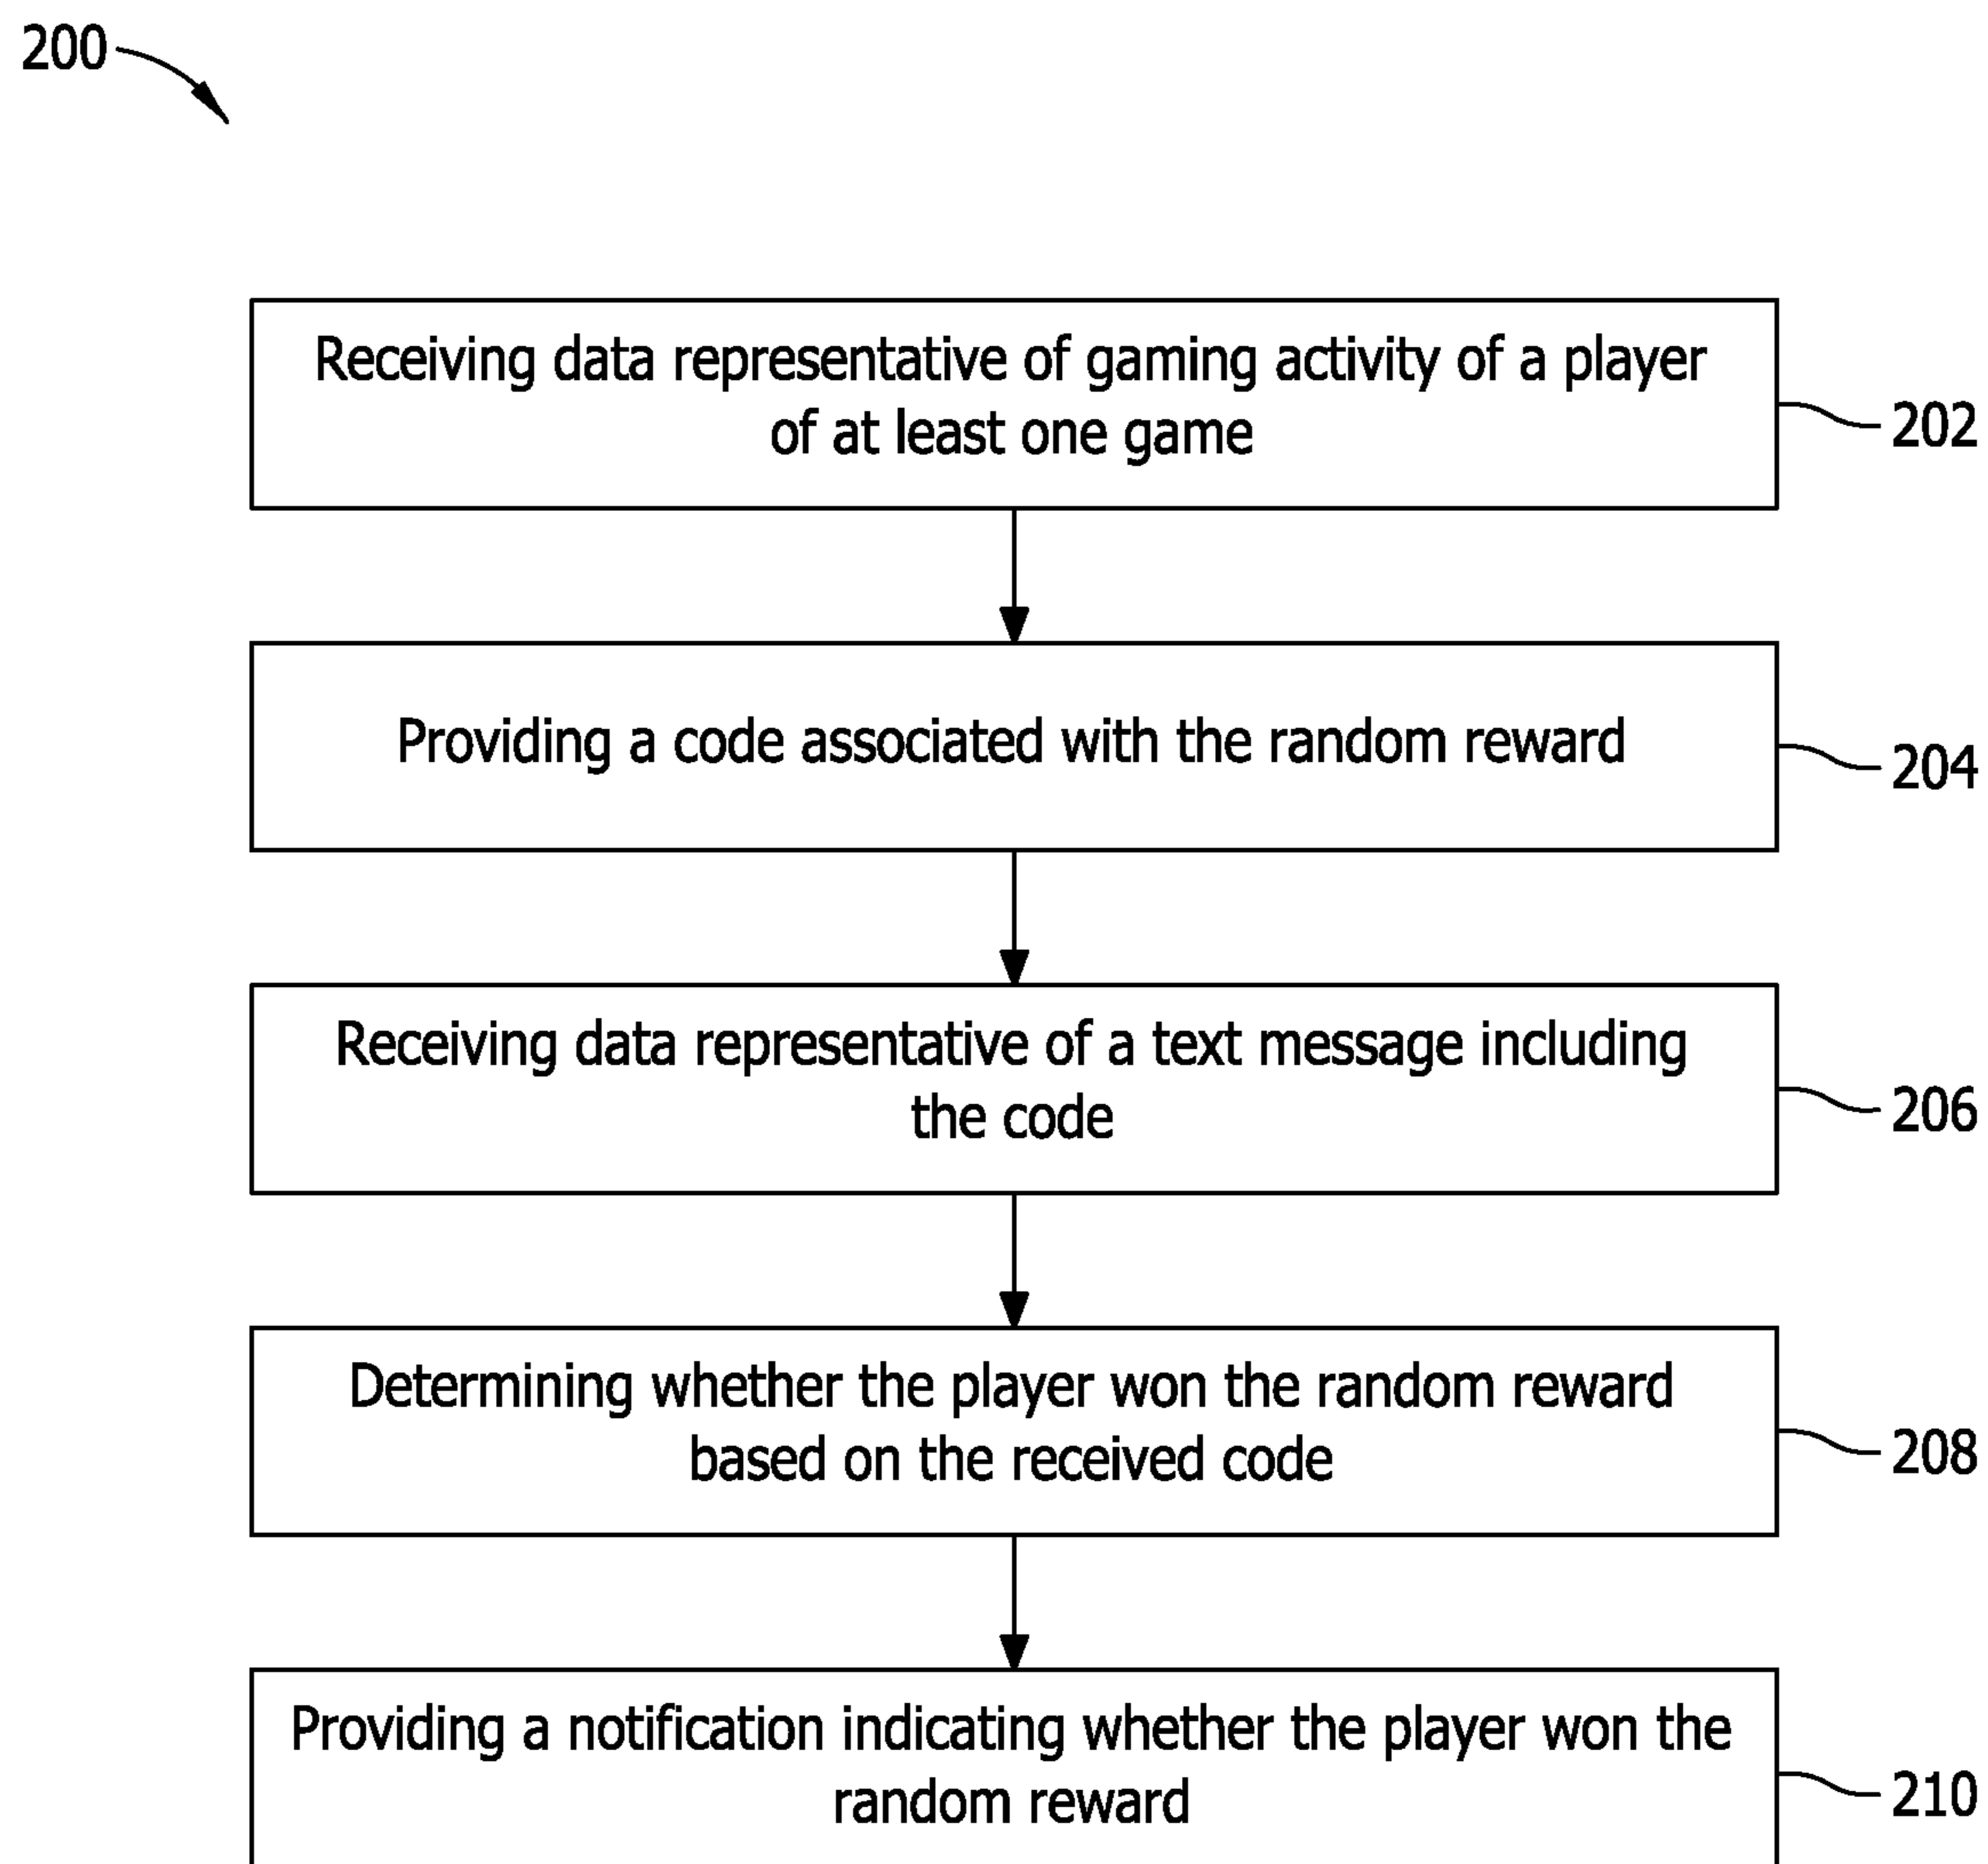 200
Receiving data representative of gaming activity of a player
of at least one game
202
Providing a code associated with the random reward
204
Receiving data representative of a text message including
the code
206
Determining whether the player won the random reward
based on the received code
208
Providing a notification indicating whether the player won the
random reward
210